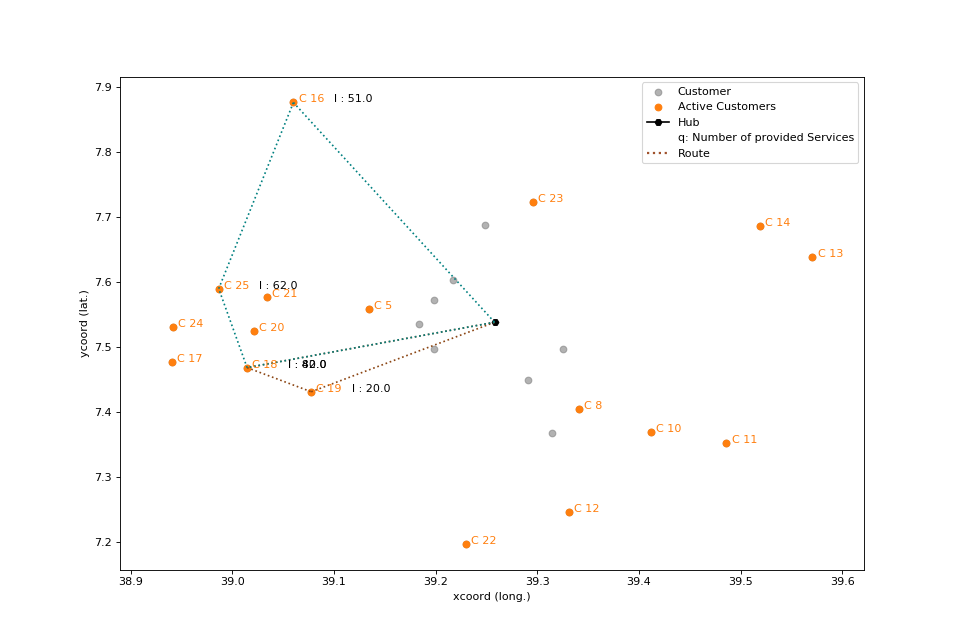 7.9
7.8
7.7
7.6
7.5
7.4
7.3
7.2
ycoord (lat.)
38.9 39.0 39.1 39.2 39.3 39.4 39.5 39.6
xcoord (long.)
Customer
Active Customers
Hub
q: Number of provided Services
Route
C 16 l : 51.0
C 23
C 14
C 13
C 25 l : 62.0
C 21
C 5
C 24
C 20
C 17
C 18 l :
C 19 l : 20.0
C 8
C 10
C 11
C 12
C 22